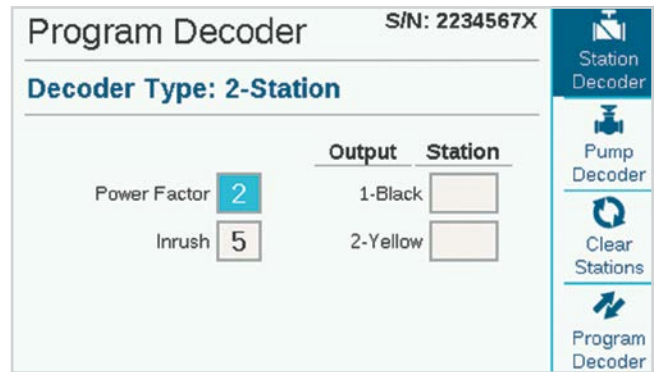 Program Decoder
S/N: 2234567X
Decoder Type: 2-Station
Output Station
Power Factor 2 1-Black
Inrush 5 2-Yellow
Station
Decoder
Pump
Decoder
Clear
Stations
Program
Decoder